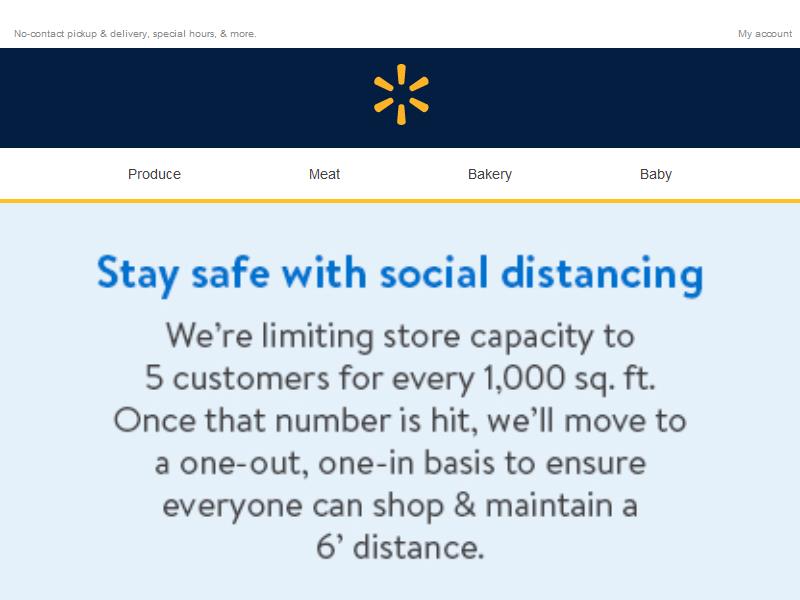 No-contact pickup & delivery, special hours, & more. My account
Produce Meat Bakery Baby
Stay safe with social distancing
We're limiting store capacity to
5 customers for every 1,000 sq. ft.
Once that number is hit, we'll move to
a one-out, one-in basis to ensure
everyone can shop & maintain a
6' distance.